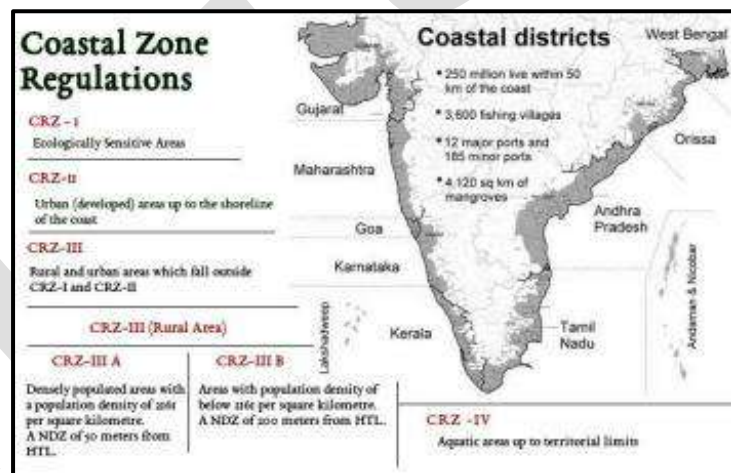 Coastal Zone
Regulations
CRZ - I
Ecologically Sensitive Areas
CRZ-II
Urban (developed) areas up to the shoreline
of the coast
CRZ-III
Rural and urban areas which fall outside
CRZ-I and CRZ-II
CRZ-III (Rural Area)
CRZ-III A
Densely populated areas with
a population density of 2161
per square kilometre.
A NDZ of 50 meters from
HTL.
CRZ-III B
Areas with population density of
below 2161 per square kilometre.
A NDZ of 200 meters from HTL.
CRZ -IV
Aquatic areas up to territorial limits
Coastal districts
• 250 million live within 50
km of the coast
• 3,600 fishing villages
• 12 major ports and
185 minor ports
• 4,120 sq km of
mangroves
West Bengal
Orissa
Andhra
Pradesh
Tamil
Nadu
Andaman & Nicobar
Gujarat
Maharashtra
Goa
Karnataka
Kerala
Lakshadweep